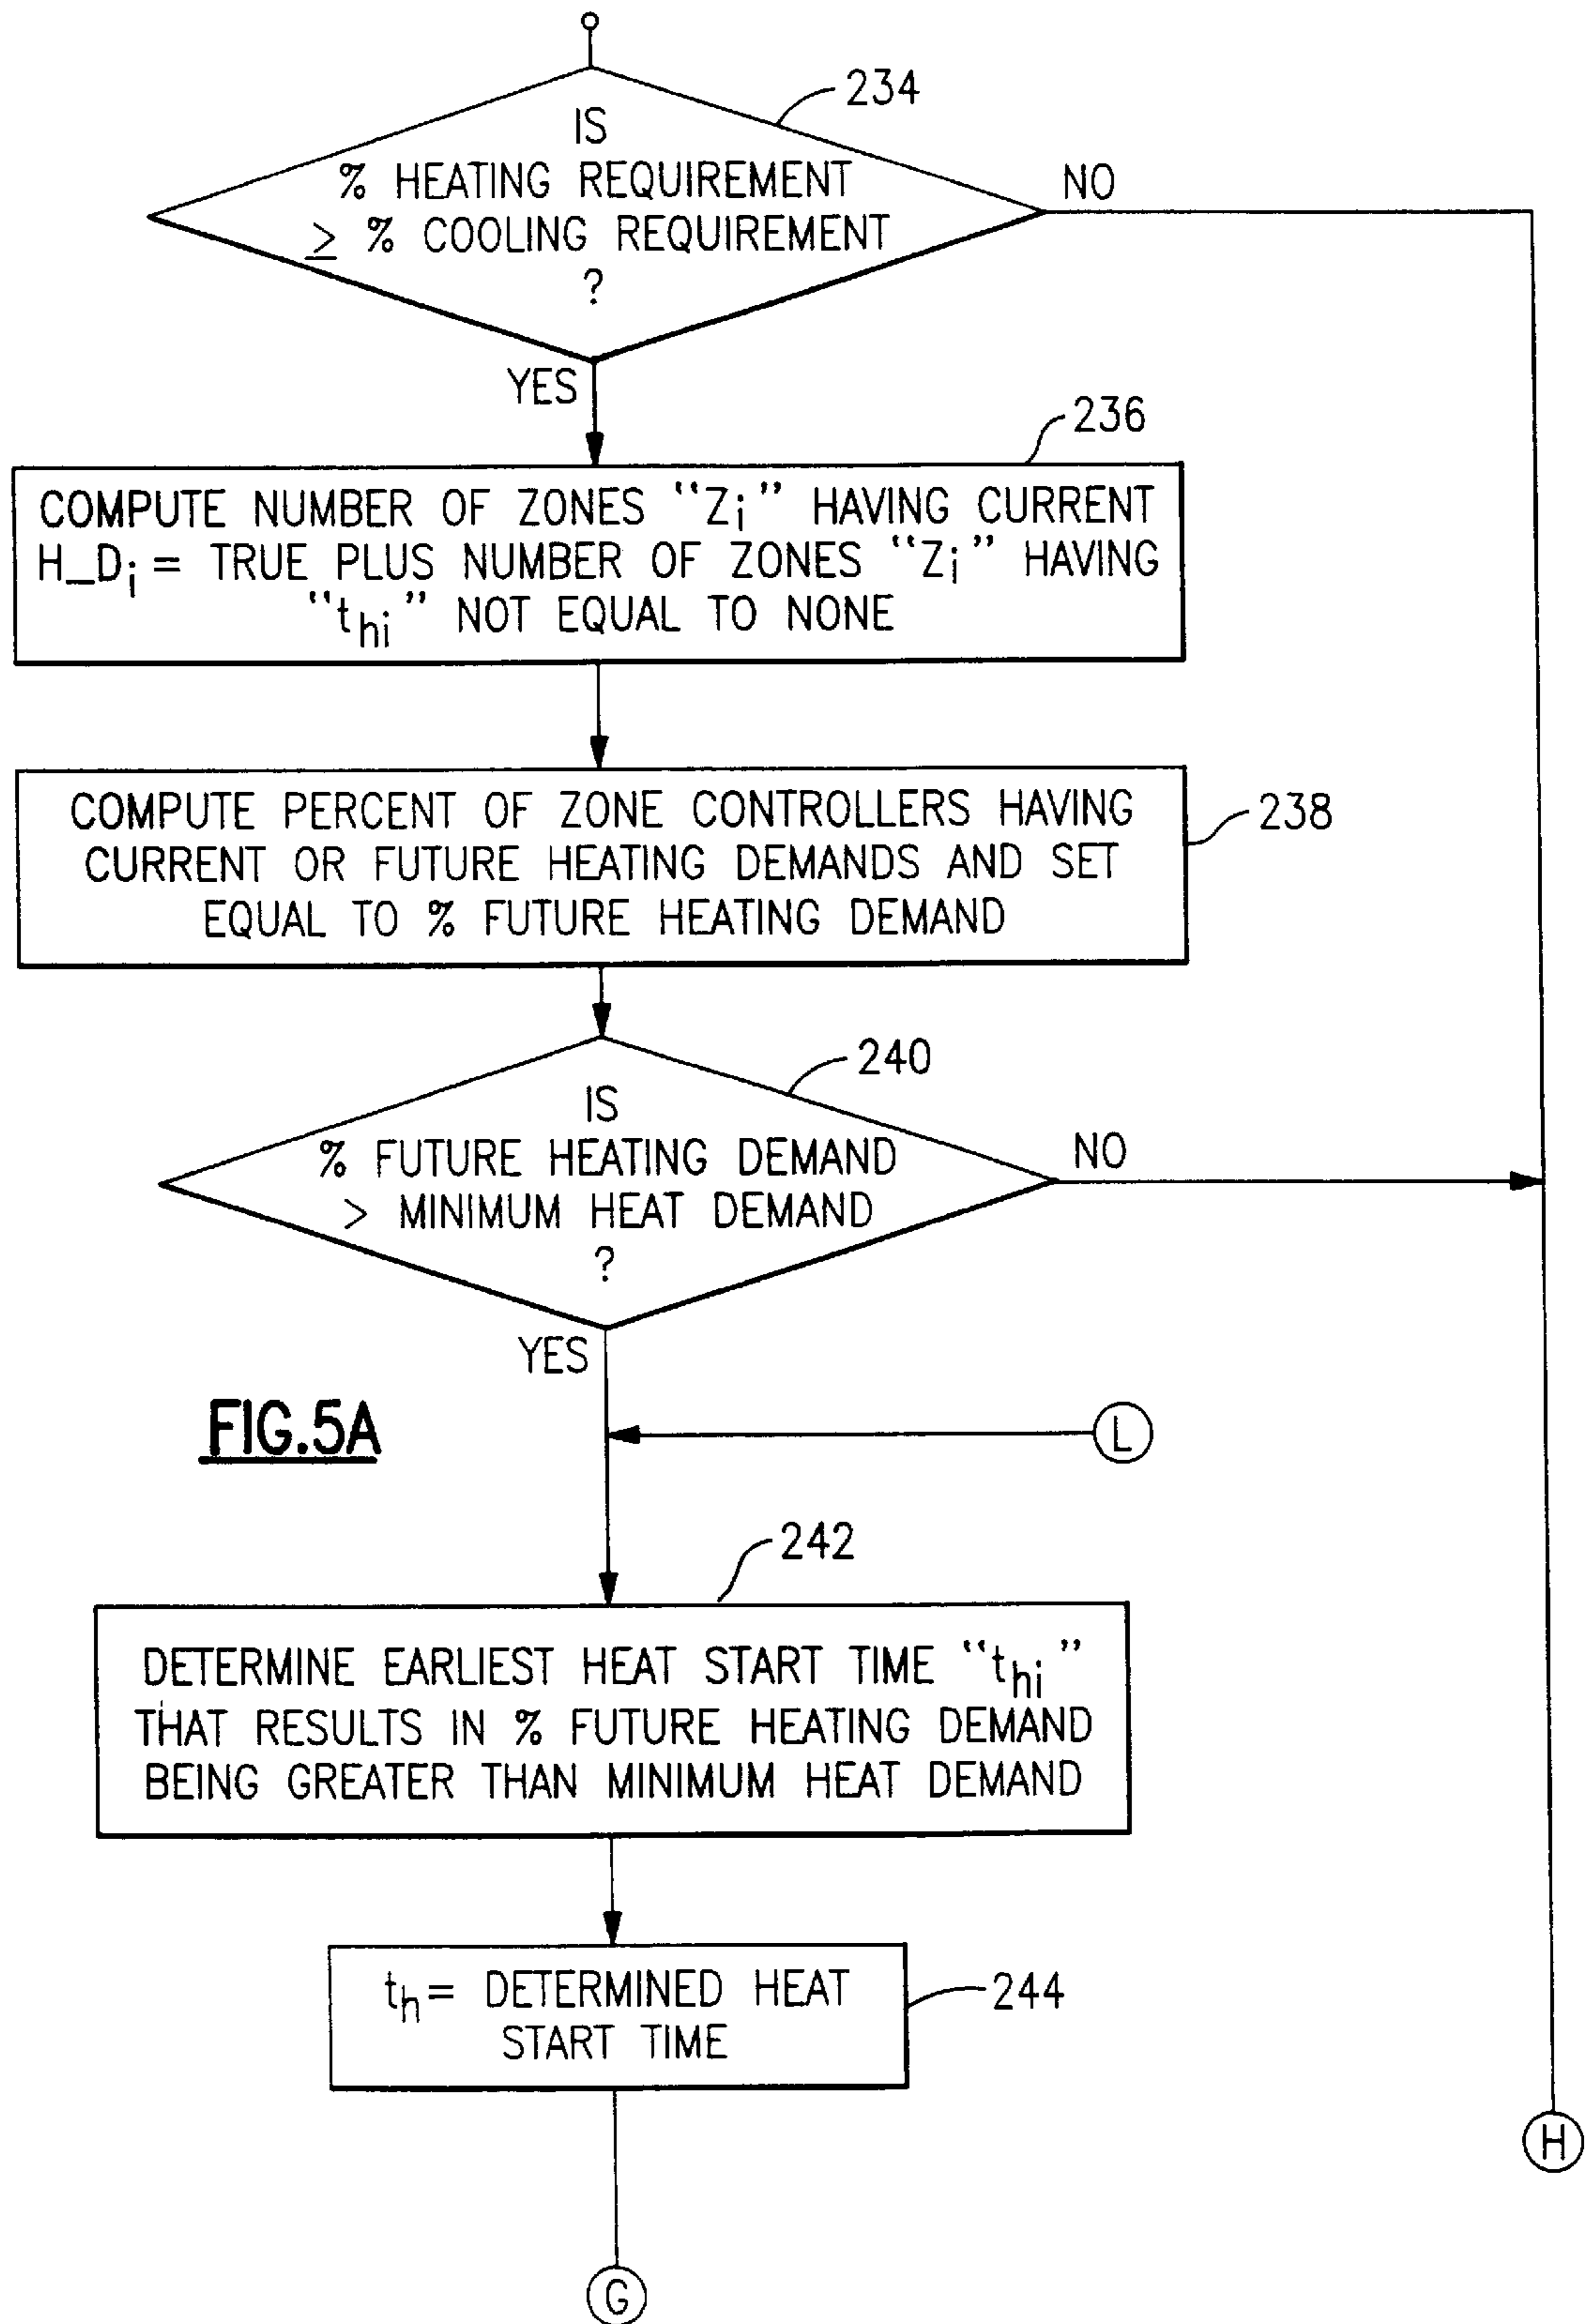 234
IS
% HEATING REQUIREMENT
≥ % COOLING REQUIREMENT
?
NO
YES
236
COMPUTE NUMBER OF ZONES “Zi” HAVING CURRENT
H_Di = TRUE PLUS NUMBER OF ZONES “Zi” HAVING
“thi” NOT EQUAL TO NONE
COMPUTE PERCENT OF ZONE CONTROLLERS HAVING
CURRENT OR FUTURE HEATING DEMANDS AND SET
EQUAL TO % FUTURE HEATING DEMAND
238
240
IS
% FUTURE HEATING DEMAND
> MINIMUM HEAT DEMAND
?
NO
YES
FIG.5A
L
242
DETERMINE EARLIEST HEAT START TIME “thi”
THAT RESULTS IN % FUTURE HEATING DEMAND
BEING GREATER THAN MINIMUM HEAT DEMAND
th = DETERMINED HEAT
START TIME
244
H
G